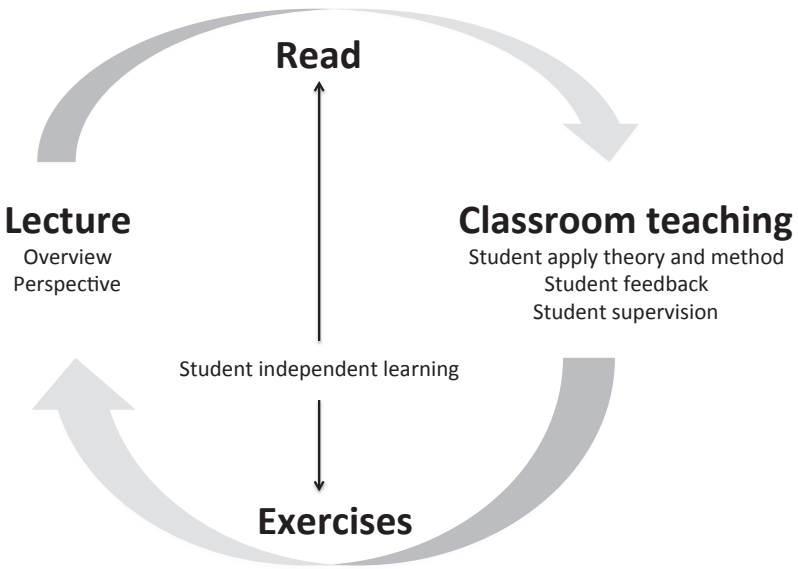 Read
Lecture
Overview
Perspective
Classroom teaching
Student apply theory and method
Student feedback
Student supervision
Student independent learning
Exercises